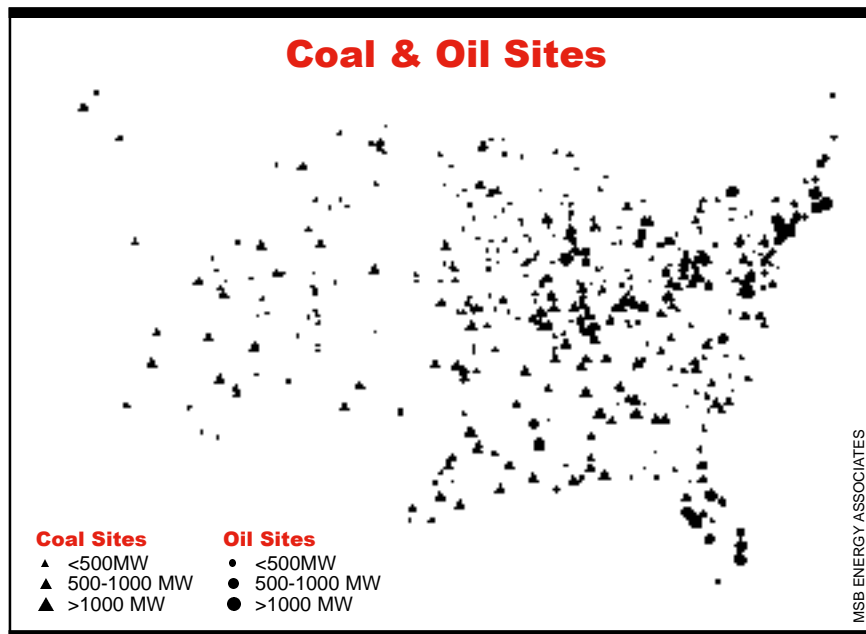 Coal & Oil Sites
Coal Sites
<500MW
500-1000 MW
>1000 MW
Oil Sites
<500MW
500-1000 MW
>1000 MW
MSB ENERGY ASSOCIATES